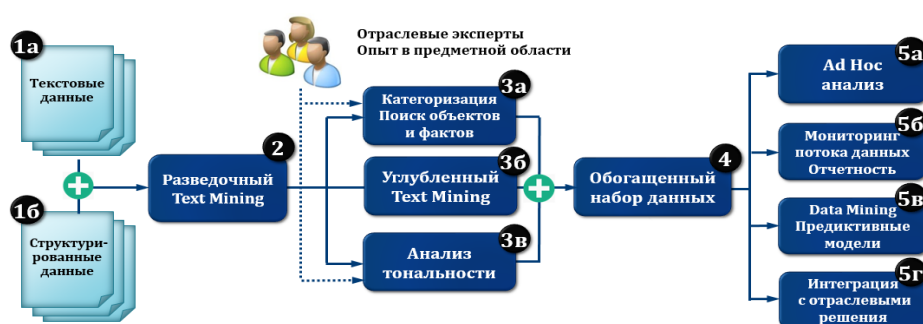 1а
Текстовые
данные
1б
Структури-
рованные
данные
2
Разведочный
Text Mining
Отраслевые эксперты
Опыт в предметной области
3а
Категоризация
Поиск объектов
и фактов
3б
Углубленный
Text Mining
3в
Анализ
тональности
4
Обогащенный
набор данных
5а
Ad Hoc
анализ
5б
Мониторинг
потока данных
Отчетность
5в
Data Mining
Предиктивные
модели
5г
Интеграция
с отраслевыми
решения